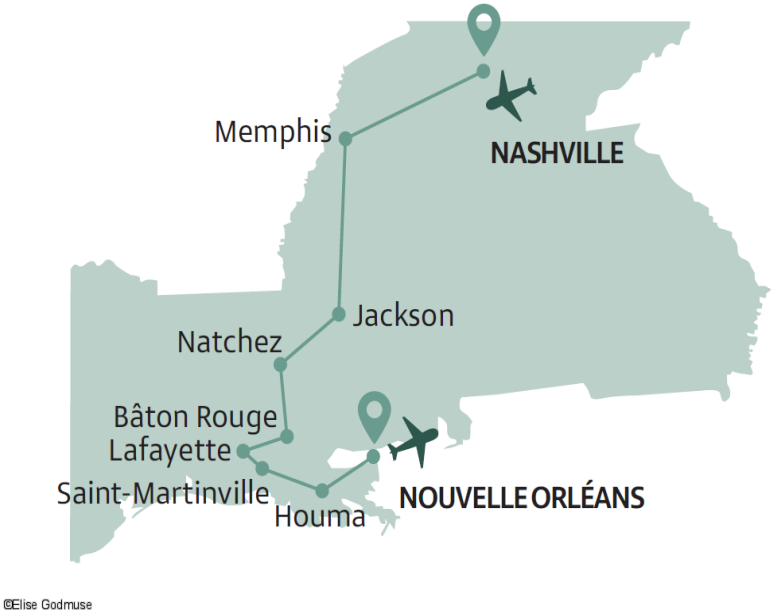 Memphis
NASHVILLE
Jackson
Natchez
Bâton Rouge
Lafayette
Saint-Martinville
NOUVELLE ORLÉANS
Houma
©Elise Godmuse